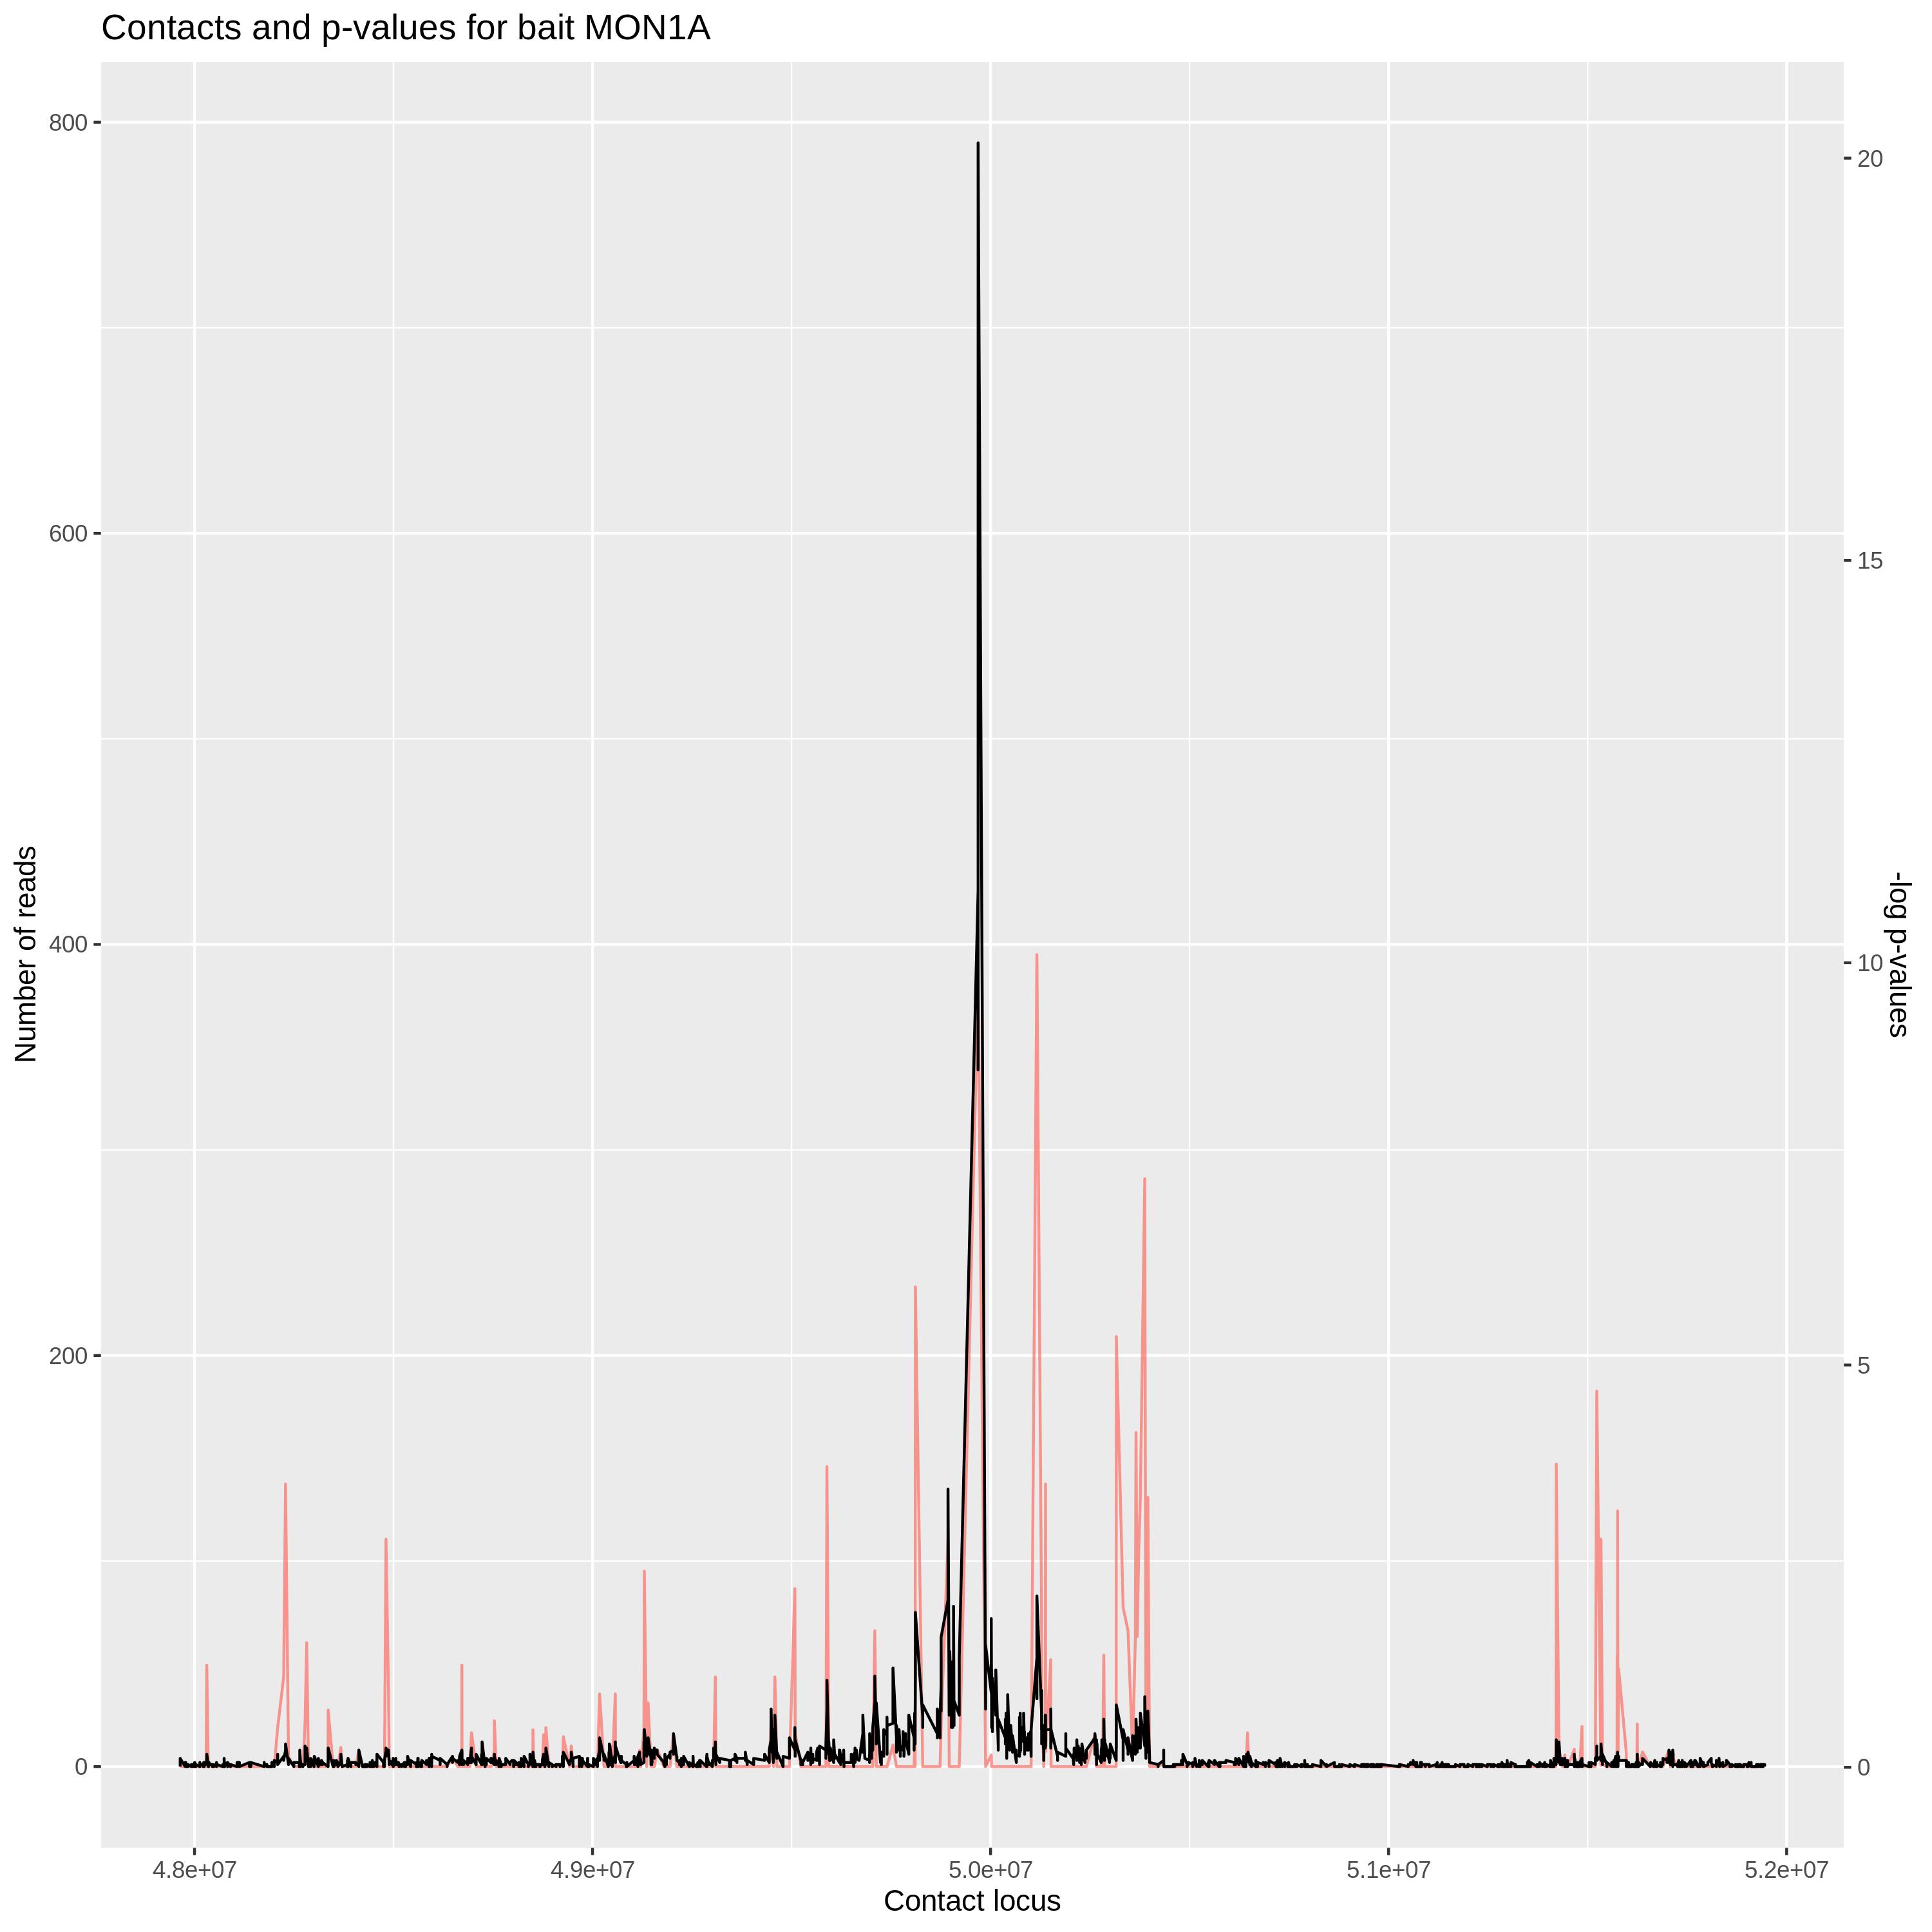 Contacts and p-values for bait MON1A
800
600
400
200
0
Number of reads
20
15
10
5
0
-log p-values
4.8e+07
4.9e+07
5.0e+07
5.1e+07
5.2e+07
Contact locus